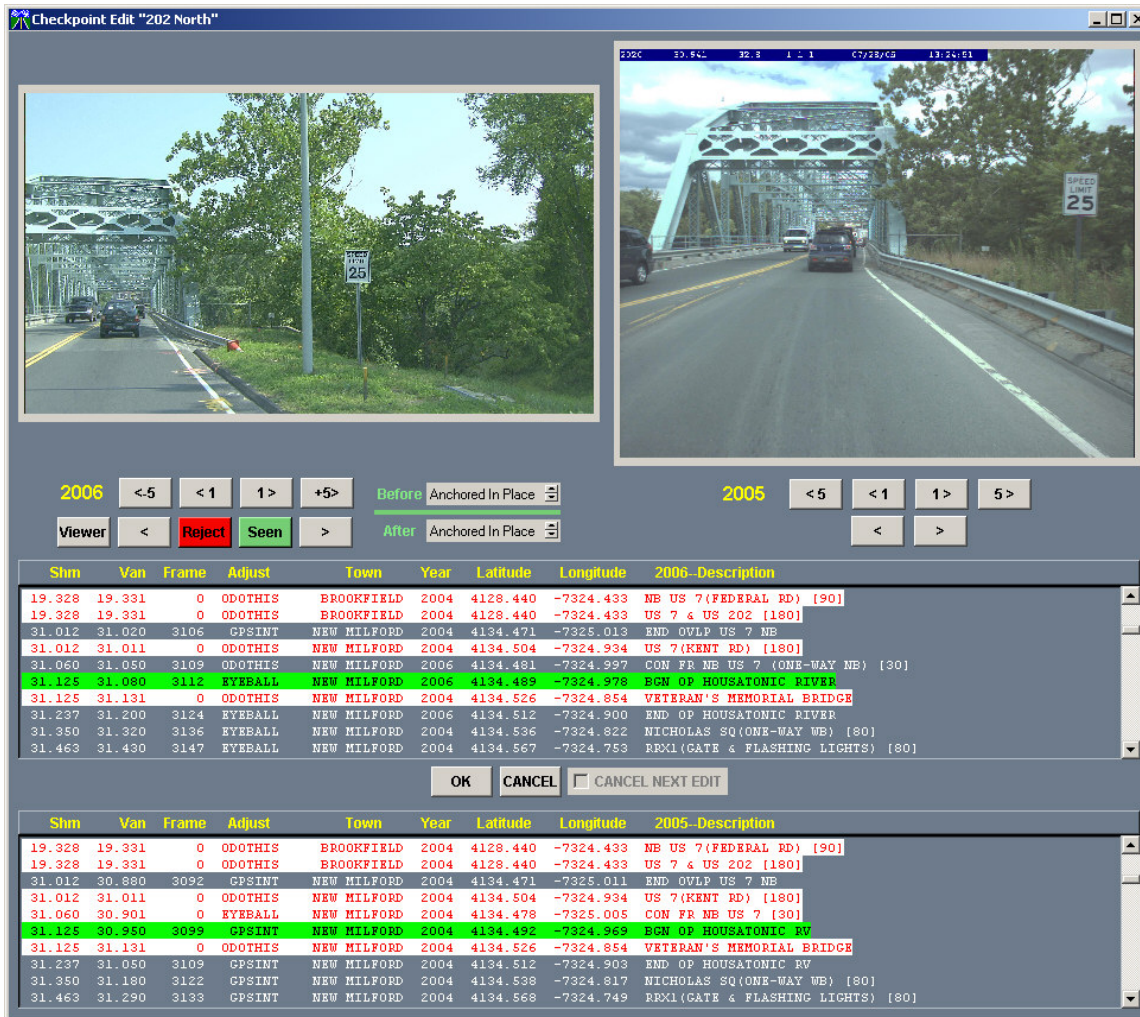 Checkpoint Edit "202 North"
07/28/05 13:24:51
SPEED LIMIT 25
SPEED
LIMIT
25
2006 <-5 < 1 1 > +5> Before Anchored In Place 2005 < 5 < 1 1 > 5 >
Viewer < Reject Seen > After Anchored In Place < >
Shm Van Frame Adjust Town Year Latitude Longitude 2006--Description
19.328 19.331 0 ODOTHIS BROOKFIELD 2004 4128.440 -7324.433 NB US 7(FEDERAL RD) [90]
19.328 19.331 0 ODOTHIS BROOKFIELD 2004 4128.440 -7324.433 US 7 & US 202 [180]
31.012 31.020 3106 GPSINT NEW MILFORD 2004 4134.471 -7325.013 END OVLP US 7 NB
31.012 31.011 0 ODOTHIS NEW MILFORD 2004 4134.504 -7324.934 US 7(KENT RD) [180]
31.060 31.050 3109 ODOTHIS NEW MILFORD 2006 4134.481 -7324.997 CON FR NB US 7 (ONE-WAY NB) [30]
31.125 31.080 3112 EYEBALL NEW MILFORD 2006 4134.489 -7324.978 BGN OP HOUSATONIC RIVER
31.125 31.131 0 ODOTHIS NEW MILFORD 2004 4134.526 -7324.854 VETERAN'S MEMORIAL BRIDGE
31.237 31.200 3124 EYEBALL NEW MILFORD 2006 4134.512 -7324.900 END OP HOUSATONIC RIVER
31.350 31.320 3136 EYEBALL NEW MILFORD 2004 4134.536 -7324.822 NICHOLAS SQ(ONE-WAY WB) [80]
31.463 31.430 3147 EYEBALL NEW MILFORD 2004 4134.567 -7324.753 RRX1(GATE & FLASHING LIGHTS) [80]
OK CANCEL CANCEL NEXT EDIT
Shm Van Frame Adjust Town Year Latitude Longitude 2005--Description
19.328 19.331 0 ODOTHIS BROOKFIELD 2004 4128.440 -7324.433 NB US 7(FEDERAL RD) [90]
19.328 19.331 0 ODOTHIS BROOKFIELD 2004 4128.440 -7324.433 US 7 & US 202 [180]
31.012 30.880 3092 GPSINT NEW MILFORD 2004 4134.471 -7325.011 END OVLP US 7 NB
31.012 31.011 0 ODOTHIS NEW MILFORD 2004 4134.504 -7324.934 US 7(KENT RD) [180]
31.060 30.901 0 EYEBALL NEW MILFORD 2004 4134.478 -7325.005 CON FR NB US 7 [30]
31.125 30.950 3099 GPSINT NEW MILFORD 2004 4134.492 -7324.969 BGN OP HOUSATONIC RV
31.125 31.131 0 ODOTHIS NEW MILFORD 2004 4134.526 -7324.854 VETERAN'S MEMORIAL BRIDGE
31.237 31.050 3109 GPSINT NEW MILFORD 2004 4134.512 -7324.903 END OP HOUSATONIC RV
31.350 31.180 3122 GPSINT NEW MILFORD 2004 4134.538 -7324.817 NICHOLAS SQ(ONE-WAY WB) [80]
31.463 31.290 3133 GPSINT NEW MILFORD 2004 4134.568 -7324.749 RRX1(GATE & FLASHING LIGHTS) [80]